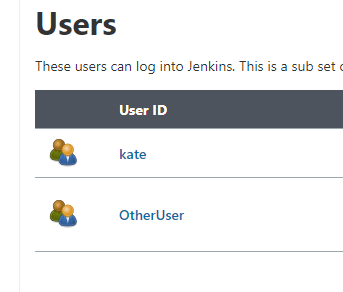 Users
These users can log into Jenkins. This is a sub set
User ID
kate
OtherUser